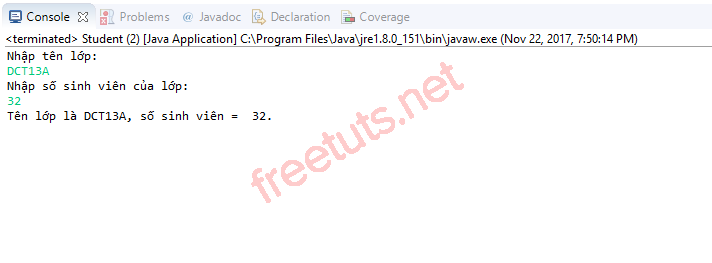 Console Problems @ Javadoc Declaration Coverage
<terminated> Student (2) [Java Application] C:\Program Files\Java\jre1.8.0_151\bin\javaw.exe (Nov 22, 2017, 7:50:14 PM)
Nhập tên lớp:
DCT13A
Nhập số sinh viên của lớp:
32
Tên lớp là DCT13A, số sinh viên =  32.
freetuts.net